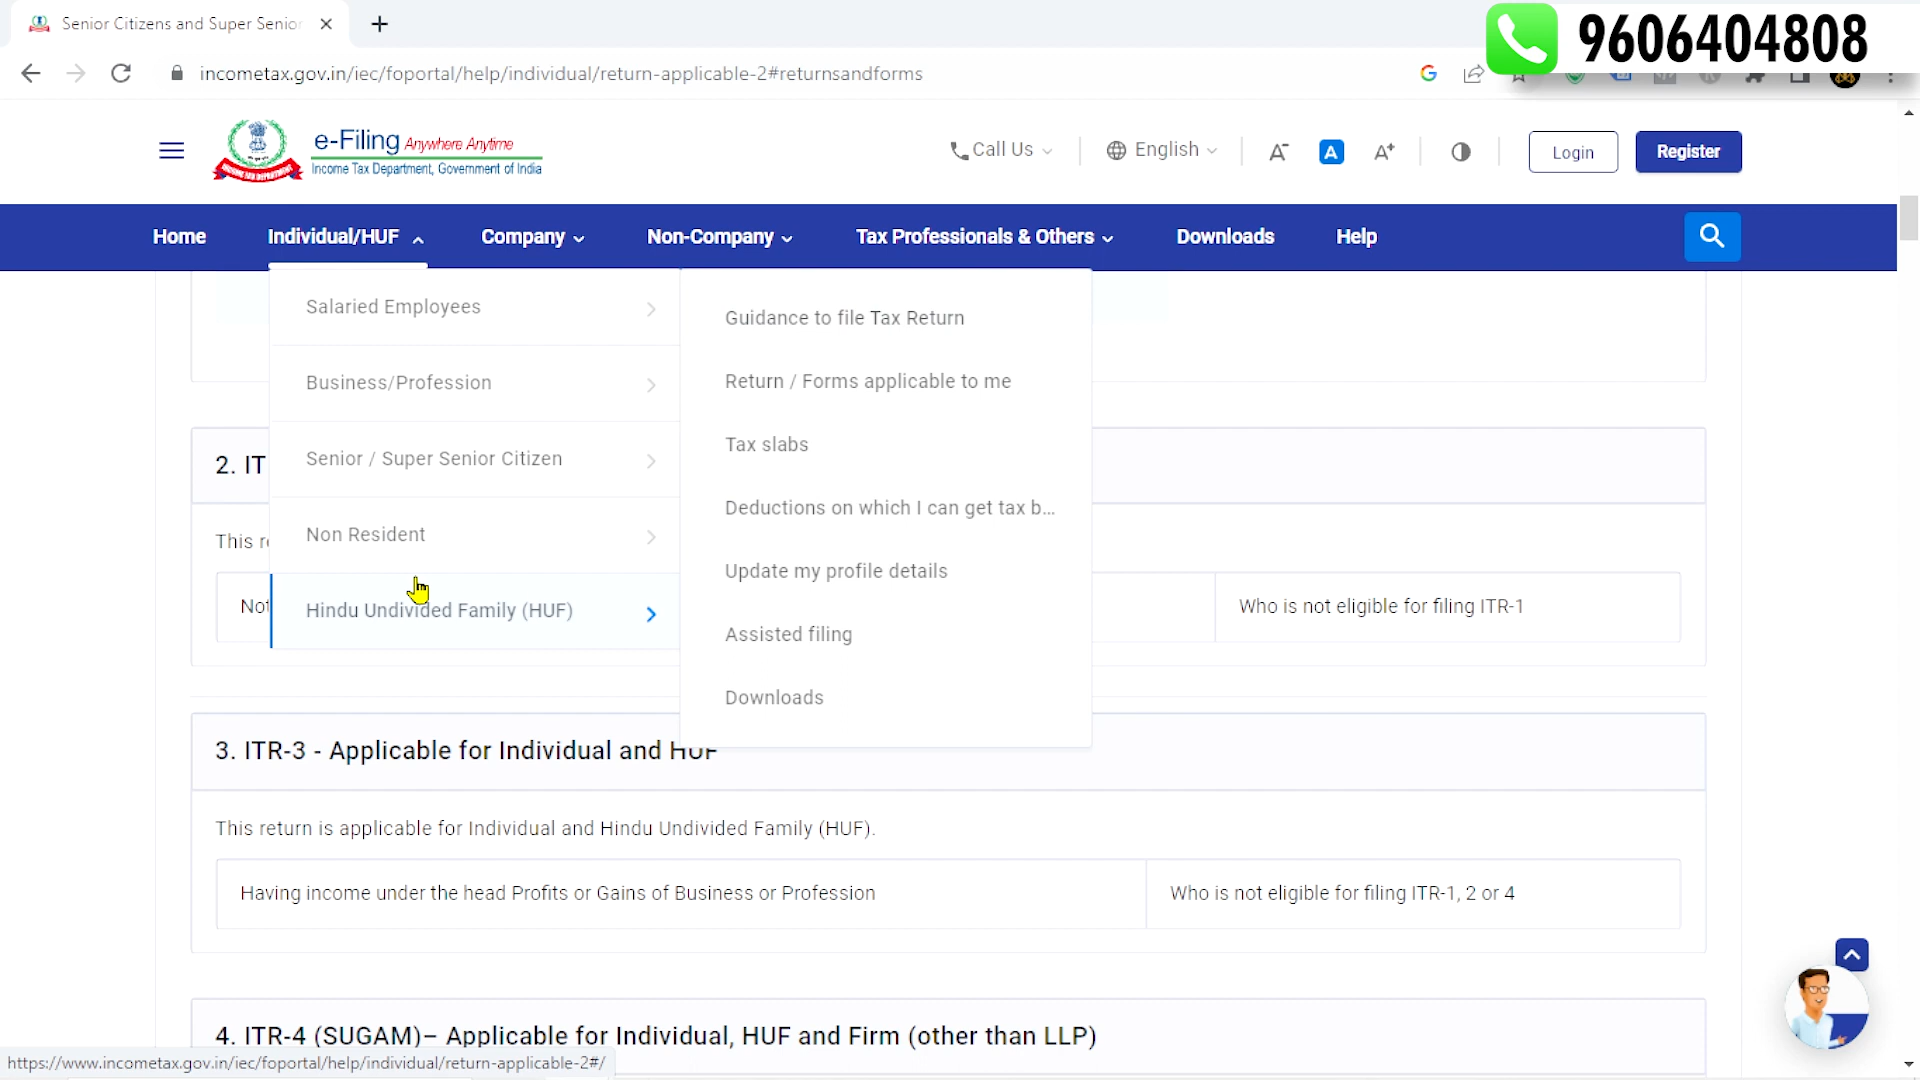 Senior Citizens and Super Senior
9606404808
incometax.gov.in/iec/foportal/help/individual/return-applicable-2#returnsandforms
e-Filing Anywhere Anytime
Income Tax Department, Government of India
Call Us
English
A-
A
A+
Login
Register
Home
Individual/HUF
Company
Non-Company
Tax Professionals & Others
Downloads
Help
Salaried Employees
Business/Profession
Senior / Super Senior Citizen
Non Resident
Hindu Undivided Family (HUF)
Guidance to file Tax Return
Return / Forms applicable to me
Tax slabs
Deductions on which I can get tax b...
Update my profile details
Assisted filing
Downloads
2. IT
This r
Not
Who is not eligible for filing ITR-1
3. ITR-3 - Applicable for Individual and HUF
This return is applicable for Individual and Hindu Undivided Family (HUF).
Having income under the head Profits or Gains of Business or Profession
Who is not eligible for filing ITR-1, 2 or 4
4. ITR-4 (SUGAM)– Applicable for Individual, HUF and Firm (other than LLP)
https://www.incometax.gov.in/iec/foportal/help/individual/return-applicable-2#/